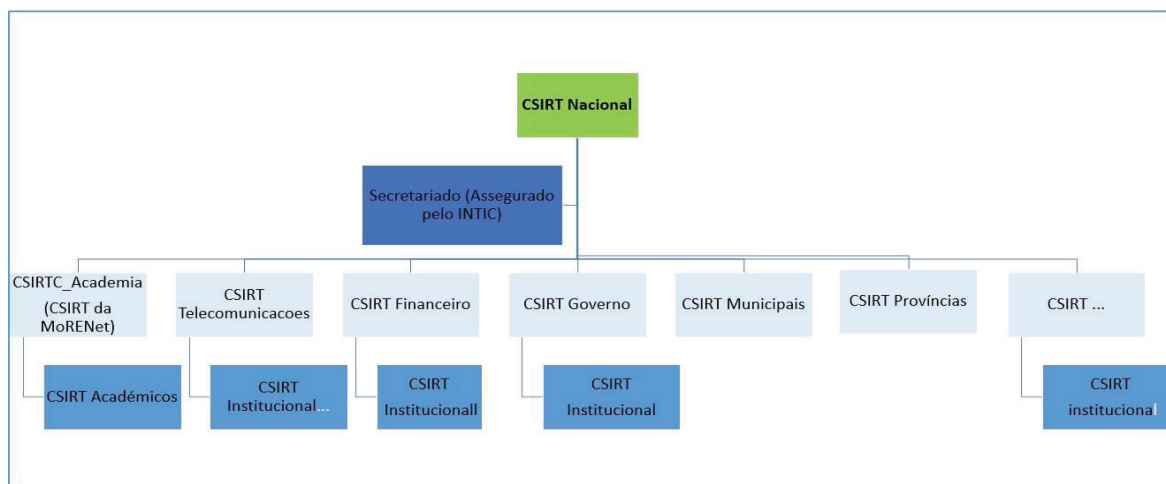 CSIRT Nacional
Secretariado (Assegurado
pelo INTIC)
CSIRTC_Academia
(CSIRT da
MoRENet)
CSIRT
Telecomunicacoes
CSIRT Financeiro
CSIRT Governo
CSIRT Municipais
CSIRT Províncias
CSIRT ...
CSIRT Académicos
CSIRT
Institucional...
CSIRT
Institucionall
CSIRT
Institucional
CSIRT
institucional